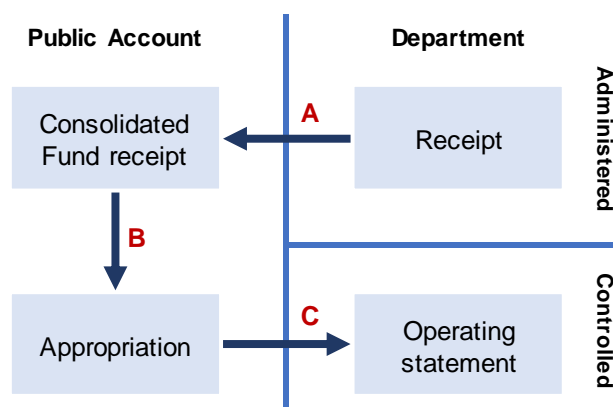 Public Account
Department
Consolidated
Fund receipt
A
Receipt
Administered
B
Appropriation
C
Operating
statement
Controlled